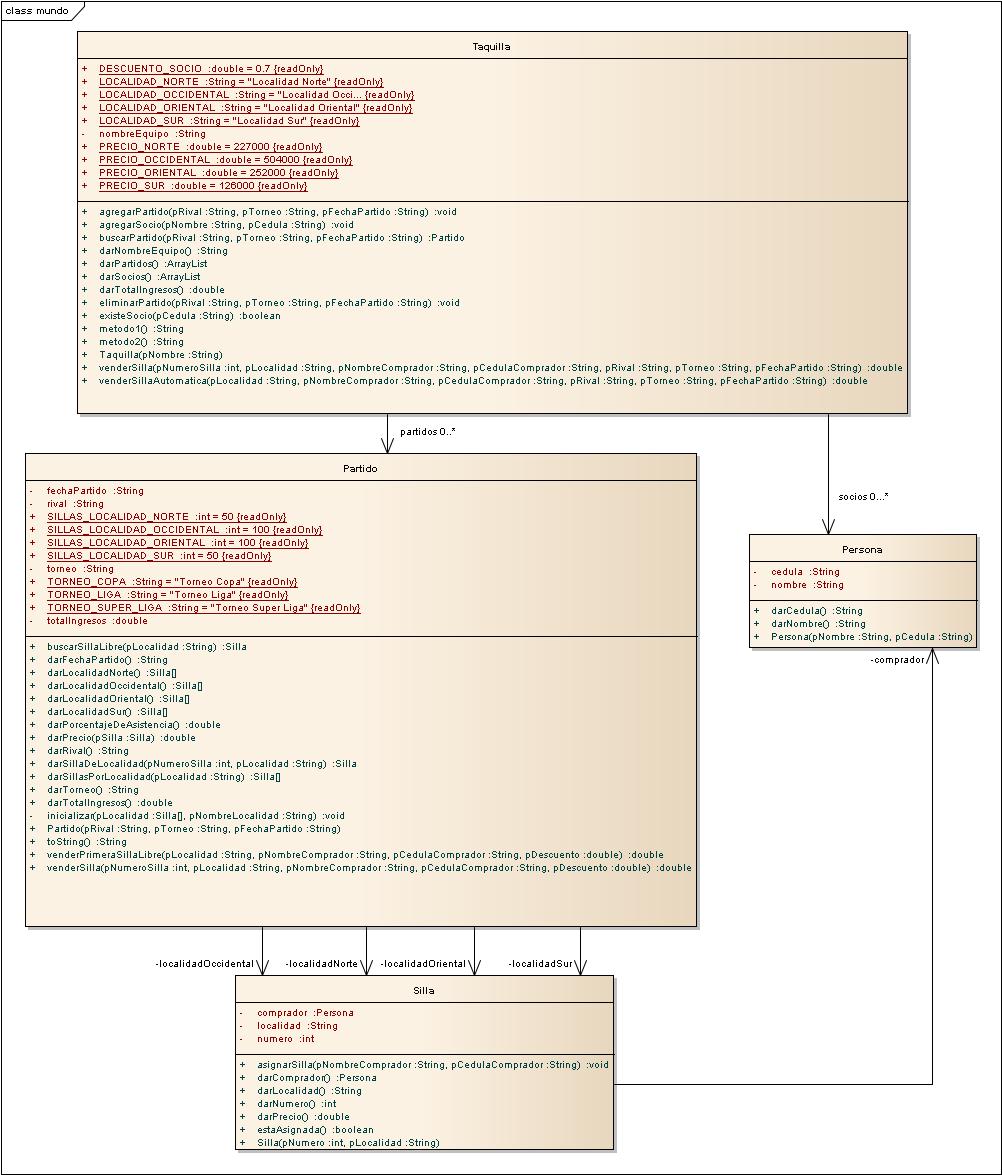 class mundo
Taquilla
+ DESCUENTO_SOCIO :double = 0.7 {readOnly}
+ LOCALIDAD_NORTE :String = "Localidad Norte" {readOnly}
+ LOCALIDAD_OCCIDENTAL :String = "Localidad Occi... {readOnly}
+ LOCALIDAD_ORIENTAL :String = "Localidad Oriental" {readOnly}
+ LOCALIDAD_SUR :String = "Localidad Sur" {readOnly}
- nombreEquipo :String
+ PRECIO_NORTE :double = 227000 {readOnly}
+ PRECIO_OCCIDENTAL :double = 504000 {readOnly}
+ PRECIO_ORIENTAL :double = 252000 {readOnly}
+ PRECIO_SUR :double = 126000 {readOnly}
+ agregarPartido(pRival :String, pTorneo :String, pFechaPartido :String) :void
+ agregarSocio(pNombre :String, pCedula :String) :void
+ buscarPartido(pRival :String, pTorneo :String, pFechaPartido :String) :Partido
+ darNombreEquipo() :String
+ darPartidos() :ArrayList
+ darSocios() :ArrayList
+ darTotalIngresos() :double
+ eliminarPartido(pRival :String, pTorneo :String, pFechaPartido :String) :void
+ existeSocio(pCedula :String) :boolean
+ metodo1() :String
+ metodo2() :String
+ Taquilla(pNombre :String)
+ venderSilla(pNumeroSilla :int, pLocalidad :String, pNombreComprador :String, pCedulaComprador :String, pRival :String, pTorneo :String, pFechaPartido :String) :double
+ venderSillaAutomatica(pLocalidad :String, pNombreComprador :String, pCedulaComprador :String, pRival :String, pTorneo :String, pFechaPartido :String) :double
partidos 0..*
socios 0...*
Partido
- fechaPartido :String
- rival :String
+ SILLAS_LOCALIDAD_NORTE :int = 50 {readOnly}
+ SILLAS_LOCALIDAD_OCCIDENTAL :int = 100 {readOnly}
+ SILLAS_LOCALIDAD_ORIENTAL :int = 100 {readOnly}
+ SILLAS_LOCALIDAD_SUR :int = 50 {readOnly}
- torneo :String
+ TORNEO_COPA :String = "Torneo Copa" {readOnly}
+ TORNEO_LIGA :String = "Torneo Liga" {readOnly}
+ TORNEO_SUPER_LIGA :String = "Torneo Super Liga" {readOnly}
- totalIngresos :double
+ buscarSillaLibre(pLocalidad :String) :Silla
+ darFechaPartido() :String
+ darLocalidadNorte() :Silla[]
+ darLocalidadOccidental() :Silla[]
+ darLocalidadOriental() :Silla[]
+ darLocalidadSur() :Silla[]
+ darPorcentajeDeAsistencia() :double
+ darPrecio(pSilla :Silla) :double
+ darRival() :String
+ darSillaDeLocalidad(pNumeroSilla :int, pLocalidad :String) :Silla
+ darSillasPorLocalidad(pLocalidad :String) :Silla[]
+ darTorneo() :String
+ darTotalIngresos() :double
- inicializar(pLocalidad :Silla[], pNombreLocalidad :String) :void
+ Partido(pRival :String, pTorneo :String, pFechaPartido :String)
+ toString() :String
+ venderPrimeraSillaLibre(pLocalidad :String, pNombreComprador :String, pCedulaComprador :String, pDescuento :double) :double
+ venderSilla(pNumeroSilla :int, pLocalidad :String, pNombreComprador :String, pCedulaComprador :String, pDescuento :double) :double
Persona
- cedula :String
- nombre :String
+ darCedula() :String
+ darNombre() :String
+ Persona(pNombre :String, pCedula :String)
-comprador
-localidadOccidental
-localidadNorte
-localidadOriental
-localidadSur
Silla
- comprador :Persona
- localidad :String
- numero :int
+ asignarSilla(pNombreComprador :String, pCedulaComprador :String) :void
+ darComprador() :Persona
+ darLocalidad() :String
+ darNumero() :int
+ darPrecio() :double
+ estaAsignada() :boolean
+ Silla(pNumero :int, pLocalidad :String)